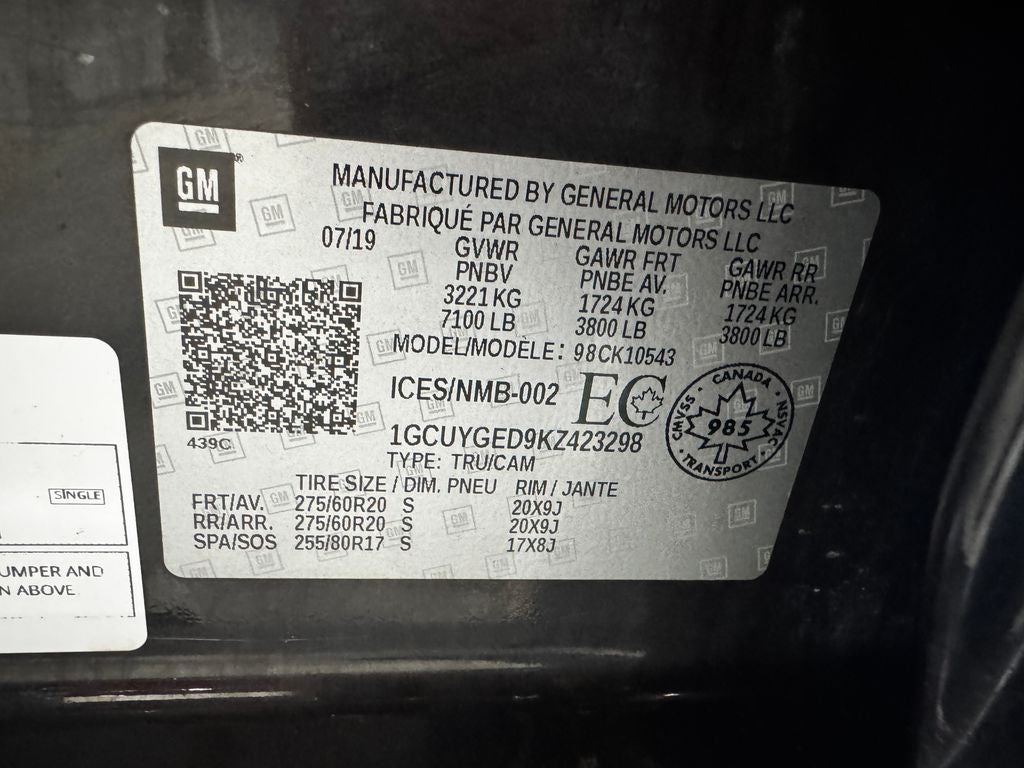 GM
MANUFACTURED BY GENERAL MOTORS LLC
FABRIQUÉ PAR GENERAL MOTORS LLC
07/19
GVWR GAWR FRT GAWR RR
PNBV PNBE AV. PNBE ARR.
3221 KG 1724 KG 1724 KG
7100 LB 3800 LB 3800 LB
MODEL/MODÈLE: 98CK10543
ICES/NMB-002 EC
439C
1GCUYGED9KZ423298
TYPE: TRU/CAM
CANADA
CMVSS 985 NSVAC
TRANSPORT
TIRE SIZE / DIM. PNEU RIM / JANTE
FRT/AV. 275/60R20 S 20X9J
RR/ARR. 275/60R20 S 20X9J
SPA/SOS 255/80R17 S 17X8J
SINGLE
UMPER AND
N ABOVE.